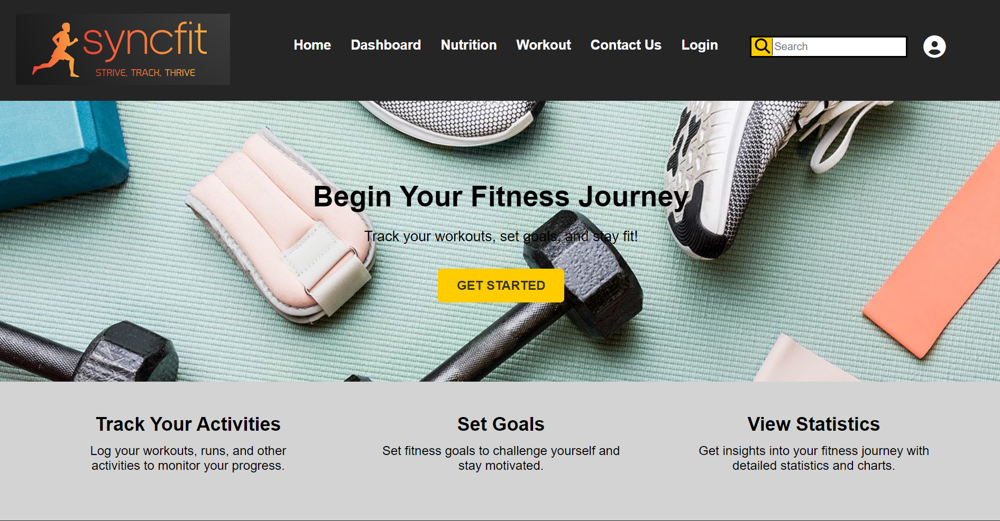 syncfit
STRIVE, TRACK, THRIVE
Home Dashboard Nutrition Workout Contact Us Login Search
Begin Your Fitness Journey
Track your workouts, set goals, and stay fit!
GET STARTED
Track Your Activities
Log your workouts, runs, and other
activities to monitor your progress.
Set Goals
Set fitness goals to challenge yourself and
stay motivated.
View Statistics
Get insights into your fitness journey with
detailed statistics and charts.